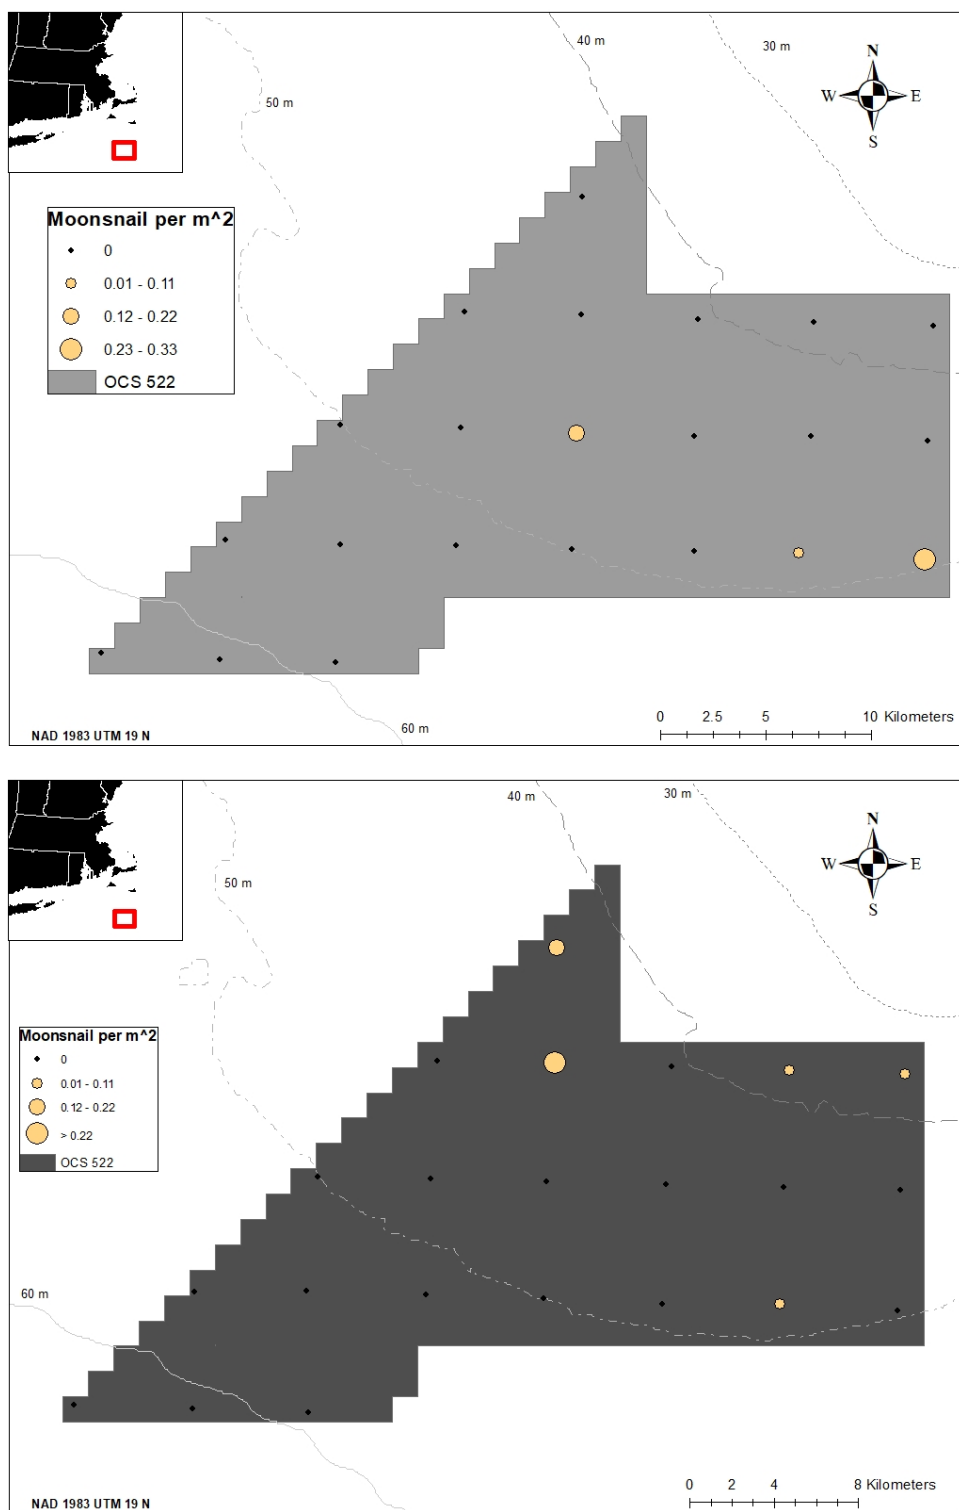 40 m
30 m
N
50 m
W E
S
Moonsnail per m^2
0
0.01 - 0.11
0.12 - 0.22
0.23 - 0.33
OCS 522
0 2.5 5 10 Kilometers
60 m
NAD 1983 UTM 19 N
40 m
30 m
N
50 m
W E
S
Moonsnail per m^2
0
0.01 - 0.11
0.12 - 0.22
> 0.22
OCS 522
60 m
0 2 4 8 Kilometers
NAD 1983 UTM 19 N